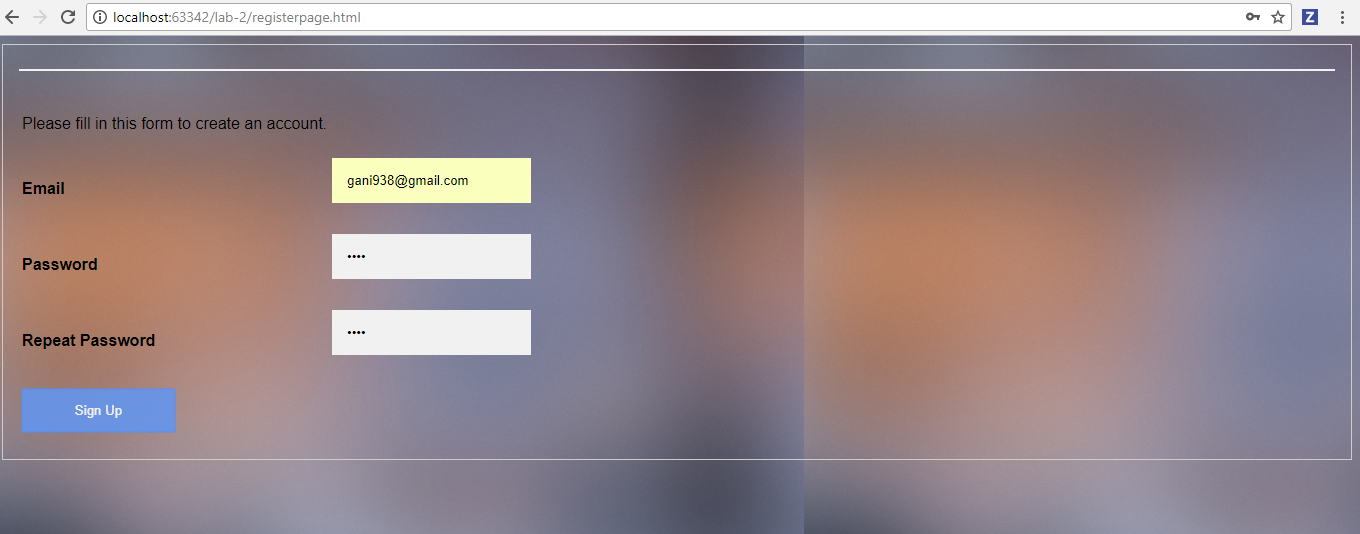 localhost:63342/lab-2/registerpage.html
Z
Please fill in this form to create an account.
Email
gani938@gmail.com
Password
••••
Repeat Password
••••
Sign Up